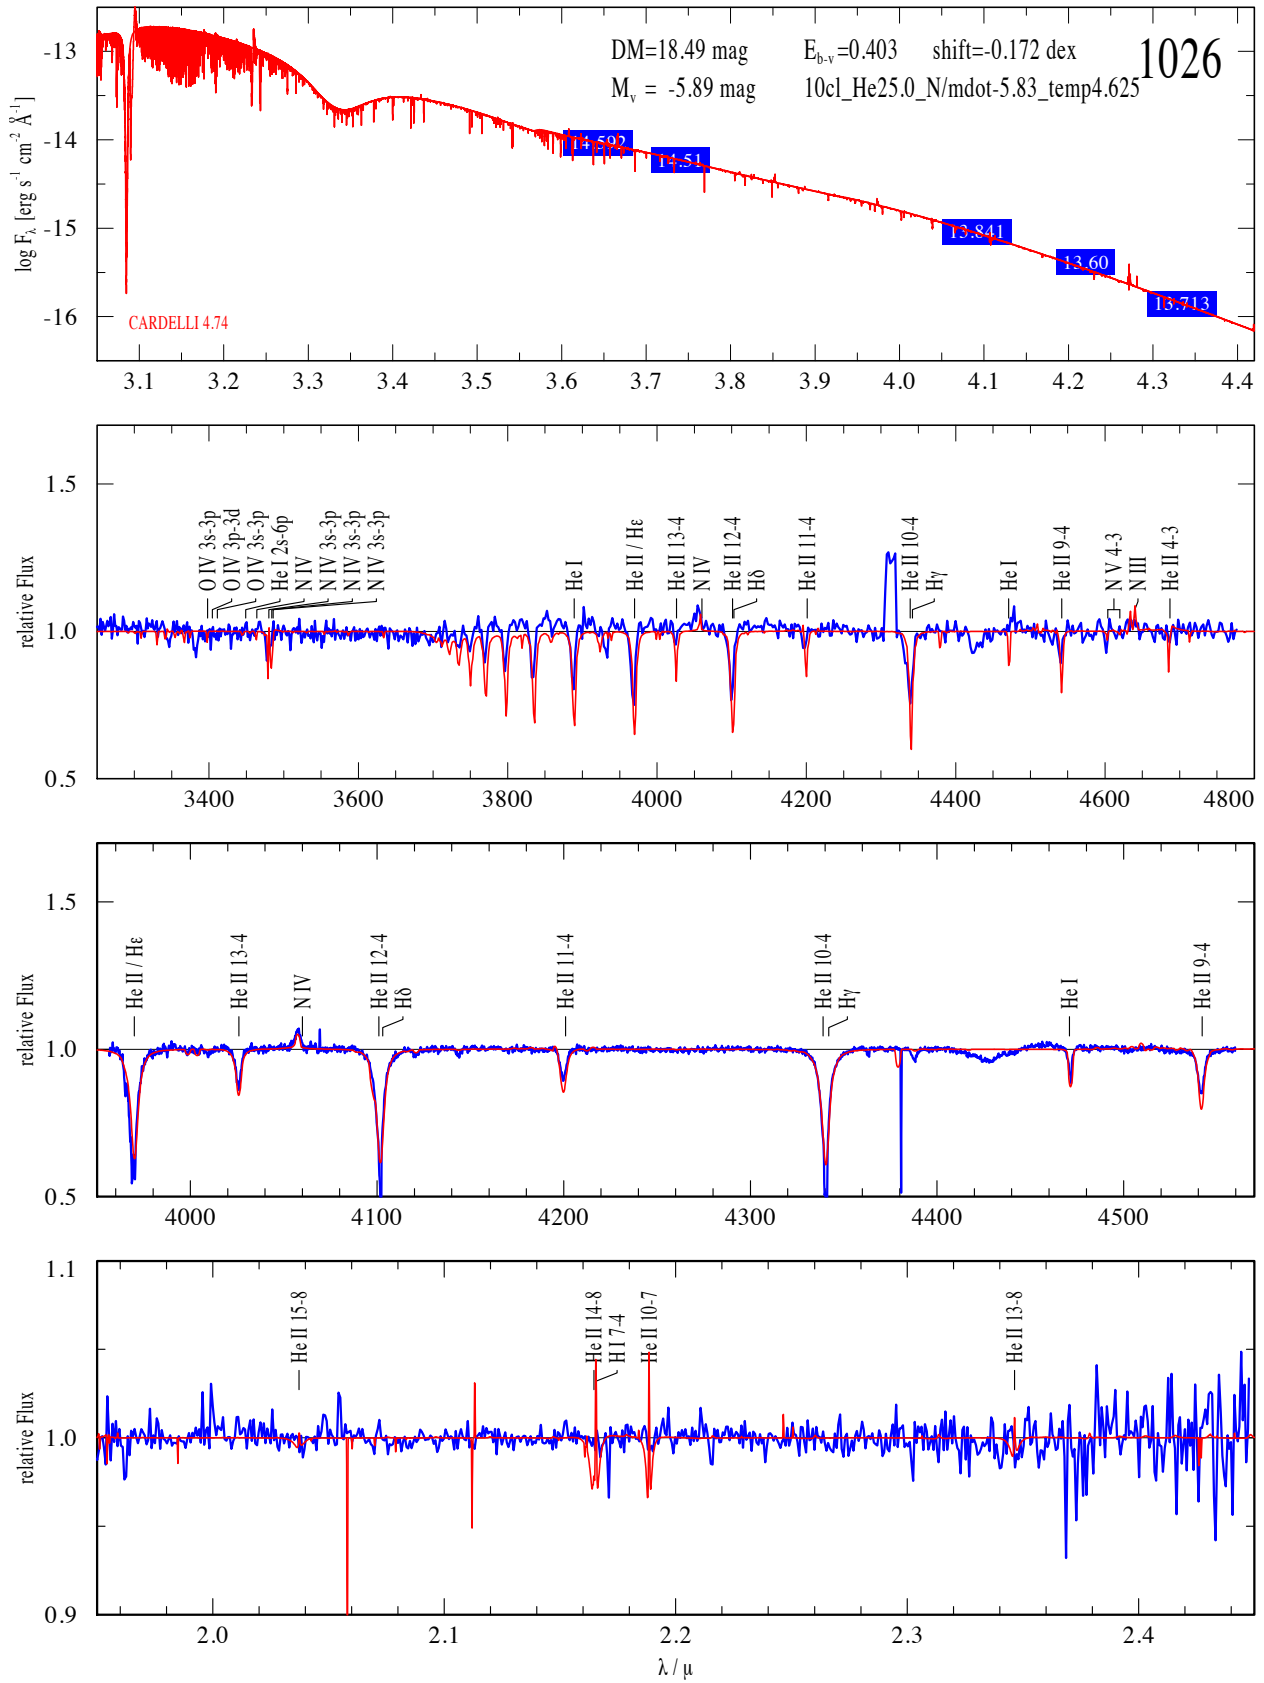 DM=18.49 mag E_b-v=0.403 shift=-0.172 dex 1026
M_v = -5.89 mag 10cl_He25.0_N/mdot-5.83_temp4.625
log F_λ [erg s⁻¹ cm⁻² Å⁻¹]
-13
-14
-15
-16
14.592
14.51
13.841
13.60
13.713
CARDELLI 4.74
3.1 3.2 3.3 3.4 3.5 3.6 3.7 3.8 3.9 4.0 4.1 4.2 4.3 4.4
relative Flux
1.5
1.0
0.5
O IV 3s-3p
O IV 3p-3d
O IV 3s-3p
He I 2s-6p
N IV
N IV 3s-3p
N IV 3s-3p
N IV 3s-3p
He I
He II / Hε
He II 13-4
N IV
He II 12-4
Hδ
He II 11-4
He II 10-4
Hγ
He I
He II 9-4
N V 4-3
N III
He II 4-3
3400 3600 3800 4000 4200 4400 4600 4800
relative Flux
1.5
1.0
0.5
He II / Hε
He II 13-4
N IV
He II 12-4
Hδ
He II 11-4
He II 10-4
Hγ
He I
He II 9-4
4000 4100 4200 4300 4400 4500
relative Flux
1.1
1.0
0.9
He II 15-8
He II 14-8
H I 7-4
He II 10-7
He II 13-8
2.0 2.1 2.2 2.3 2.4
λ / μ